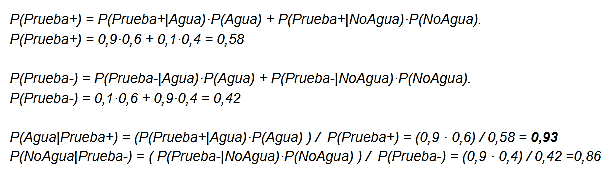 P(Prueba+) = P(Prueba+|Agua)·P(Agua) + P(Prueba+|NoAgua)·P(NoAgua).
P(Prueba+) = 0,9·0,6 + 0,1·0,4 = 0,58
P(Prueba-) = P(Prueba-|Agua)·P(Agua) + P(Prueba-|NoAgua)·P(NoAgua).
P(Prueba-) = 0,1·0,6 + 0,9·0,4 = 0,42
P(Agua|Prueba+) = (P(Prueba+|Agua)·P(Agua) ) / P(Prueba+) = (0,9 · 0,6) / 0,58 = 0,93
P(NoAgua|Prueba-) = ( P(Prueba-|NoAgua)·P(NoAgua) ) / P(Prueba-) = (0,9 · 0,4) / 0,42 =0,86